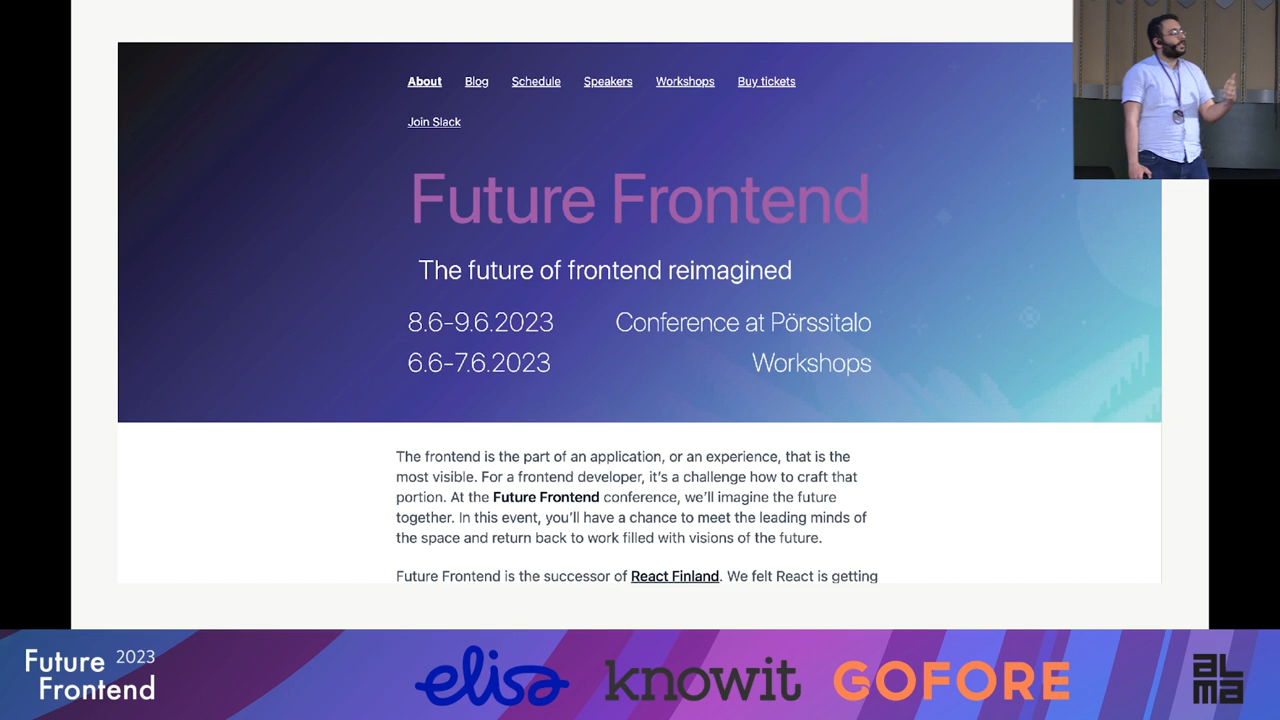 About Blog Schedule Speakers Workshops Buy tickets
Join Slack
Future Frontend
The future of frontend reimagined
8.6–9.6.2023 Conference at Pörssitalo
6.6–7.6.2023 Workshops
The frontend is the part of an application, or an experience, that is the
most visible. For a frontend developer, it's a challenge how to craft that
portion. At the Future Frontend conference, we'll imagine the future
together. In this event, you'll have a chance to meet the leading minds of
the space and return back to work filled with visions of the future.
Future Frontend is the successor of React Finland. We felt React is getting
Future 2023
Frontend
elisa
knowit
GOFORE
aLma